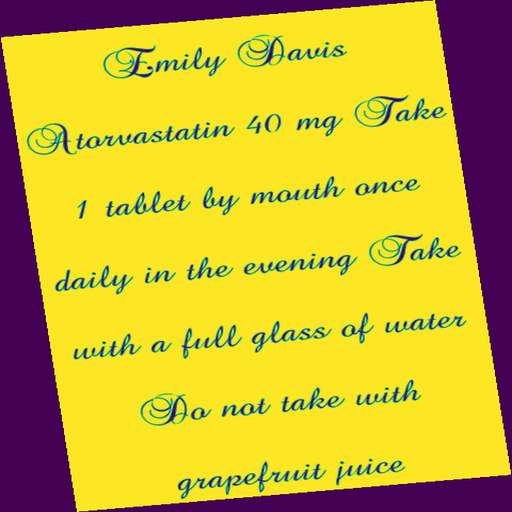 Emily Davis
Atorvastatin 40 mg Take
1 tablet by mouth once
daily in the evening Take
with a full glass of water
Do not take with
grapefruit juice